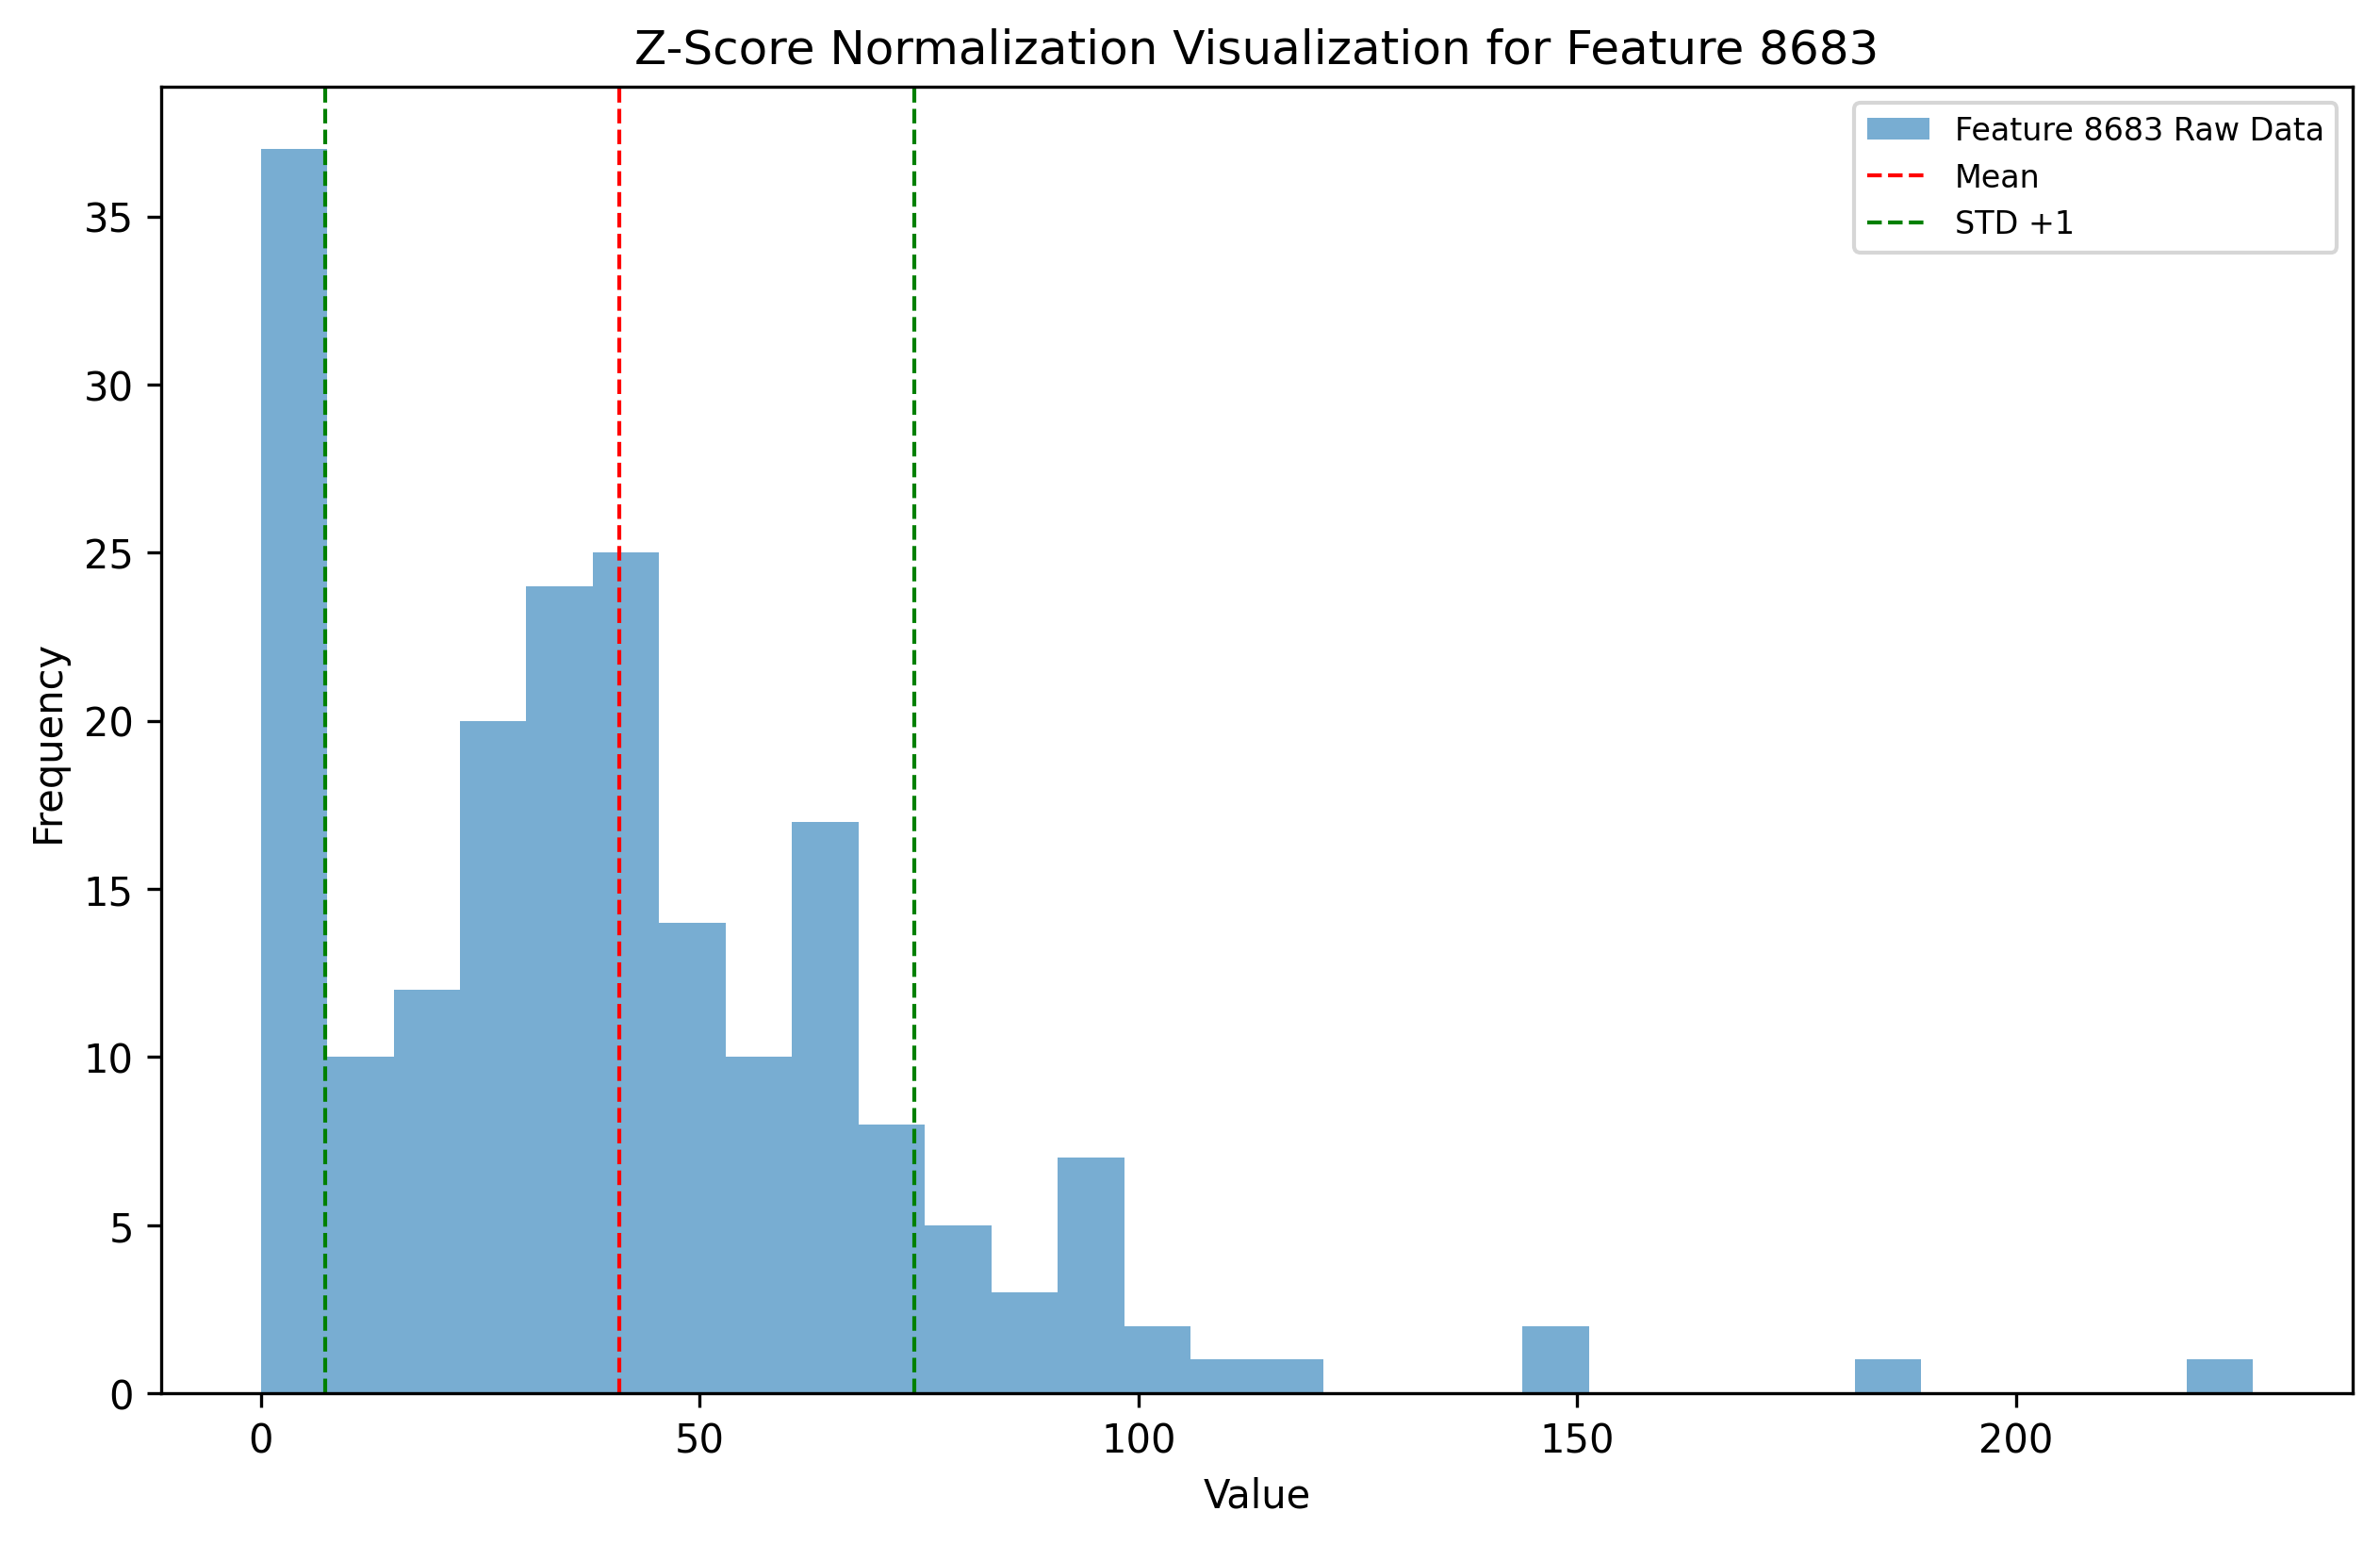 Z-Score Normalization Visualization for Feature 8683
Feature 8683 Raw Data
Mean
STD +1
35
30
25
20
15
10
5
0
Frequency
0 50 100 150 200
Value